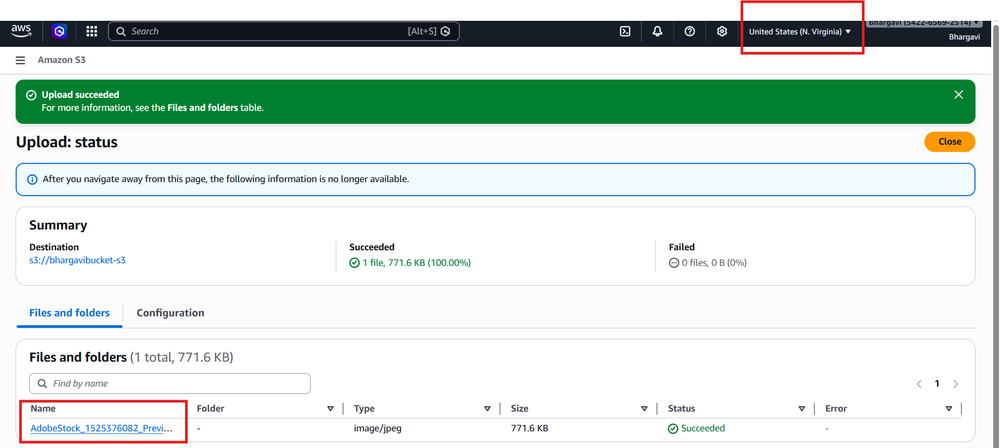 aws
Search
[Alt+S]
United States (N. Virginia)
Bhargavi (5422-6569-2514)
Bhargavi
Amazon S3
Upload succeeded
For more information, see the Files and folders table.
Upload: status
Close
After you navigate away from this page, the following information is no longer available.
Summary
Destination
s3://bhargavibucket-s3
Succeeded
1 file, 771.6 KB (100.00%)
Failed
0 files, 0 B (0%)
Files and folders
Configuration
Files and folders (1 total, 771.6 KB)
Find by name
1
Name Folder Type Size Status Error
AdobeStock_1525376082_Previ... - image/jpeg 771.6 KB Succeeded -